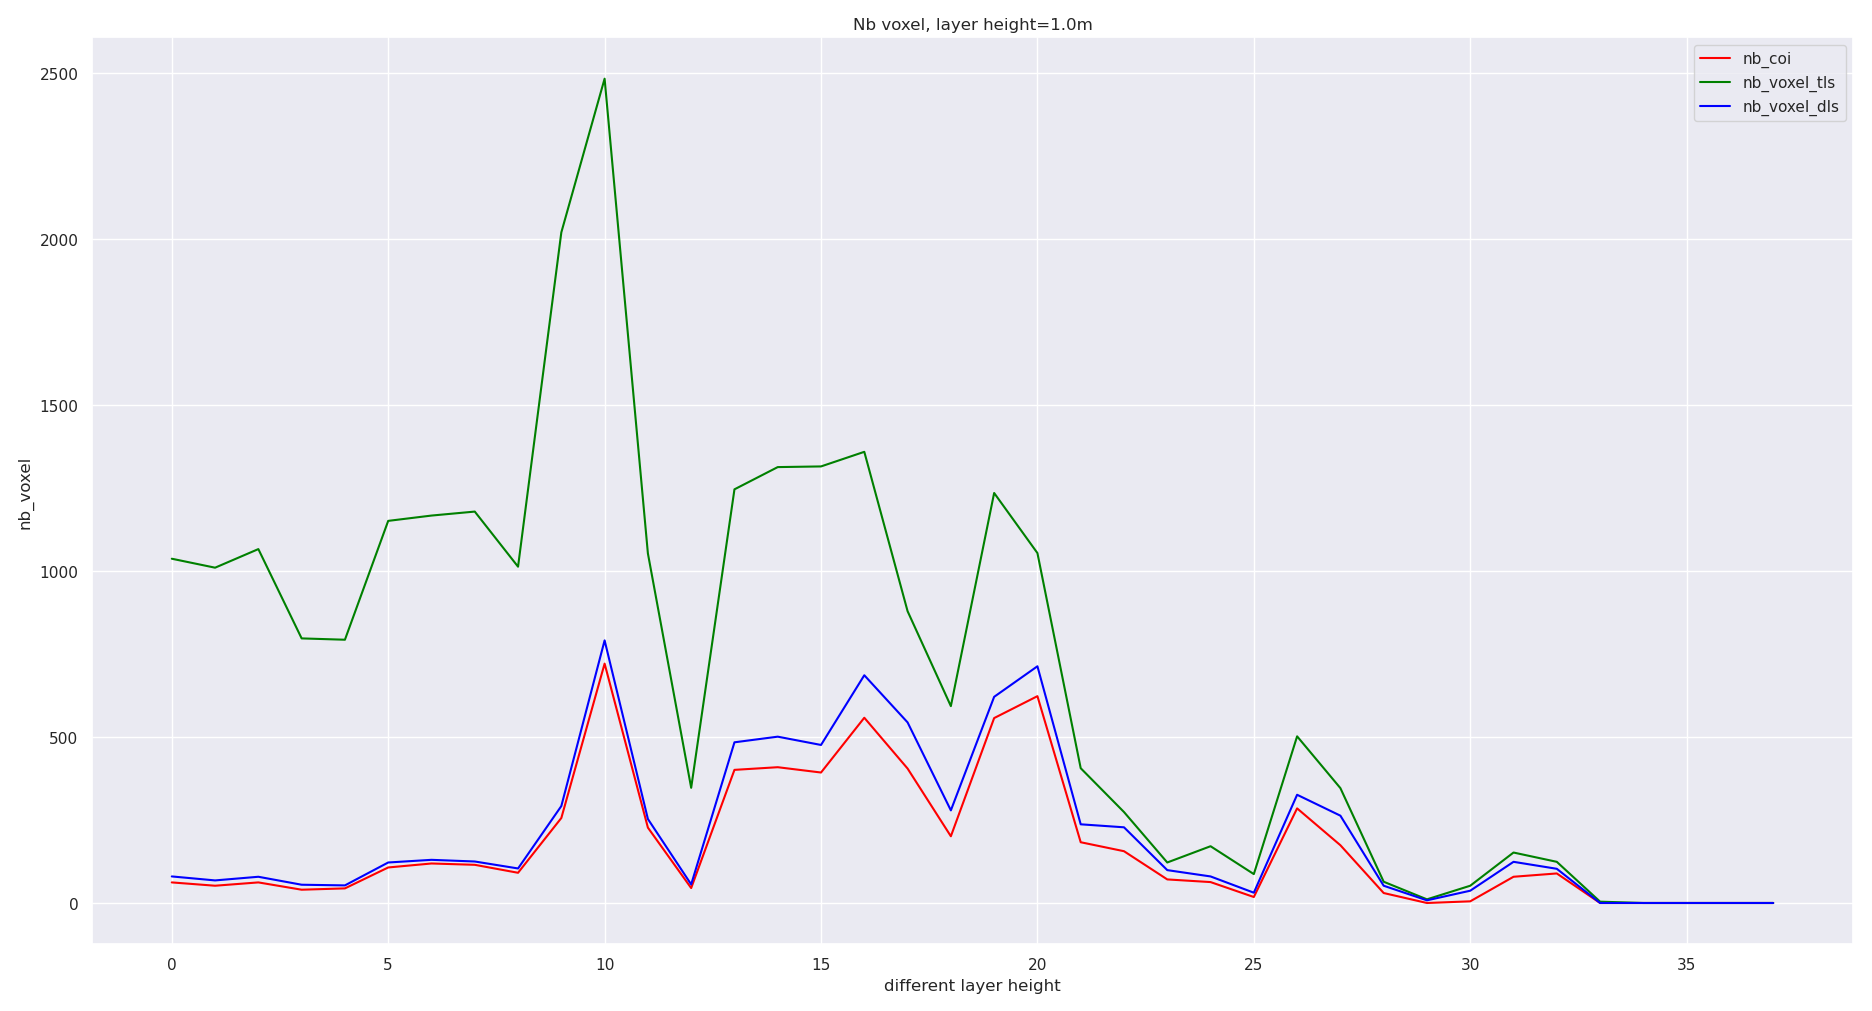 Nb voxel, layer height=1.0m
nb_coi
nb_voxel_tls
nb_voxel_dls
nb_voxel
2500
2000
1500
1000
500
0
0 5 10 15 20 25 30 35
different layer height